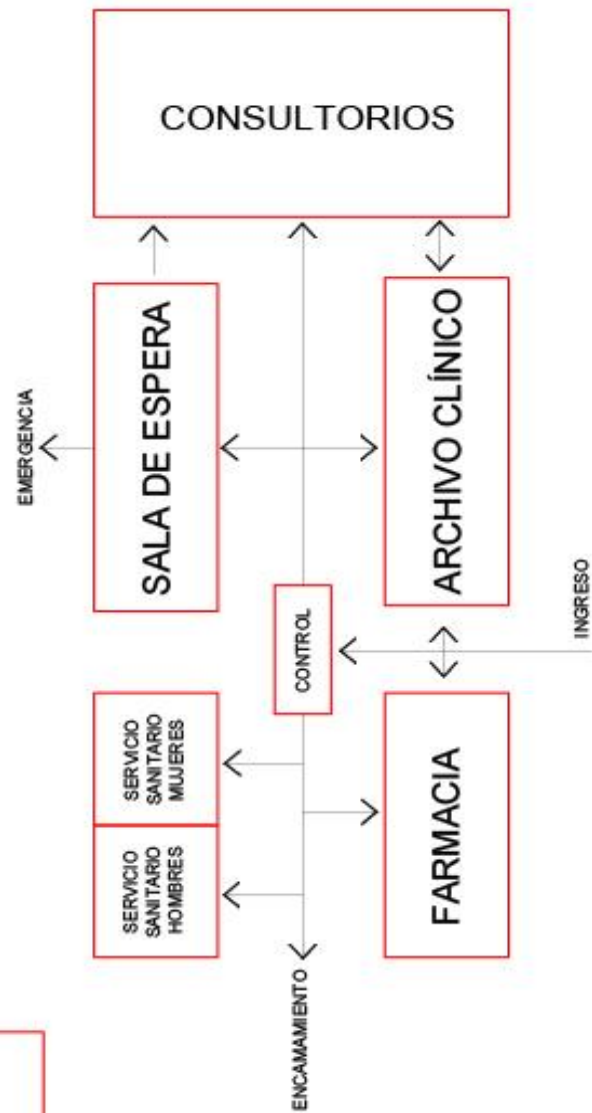 CONSULTORIOS
EMERGENCIA
SALA DE ESPERA
ARCHIVO CLÍNICO
CONTROL
INGRESO
SERVICIO
SANITARIO
MUJERES
SERVICIO
SANITARIO
HOMBRES
FARMACIA
ENCAMAMIENTO